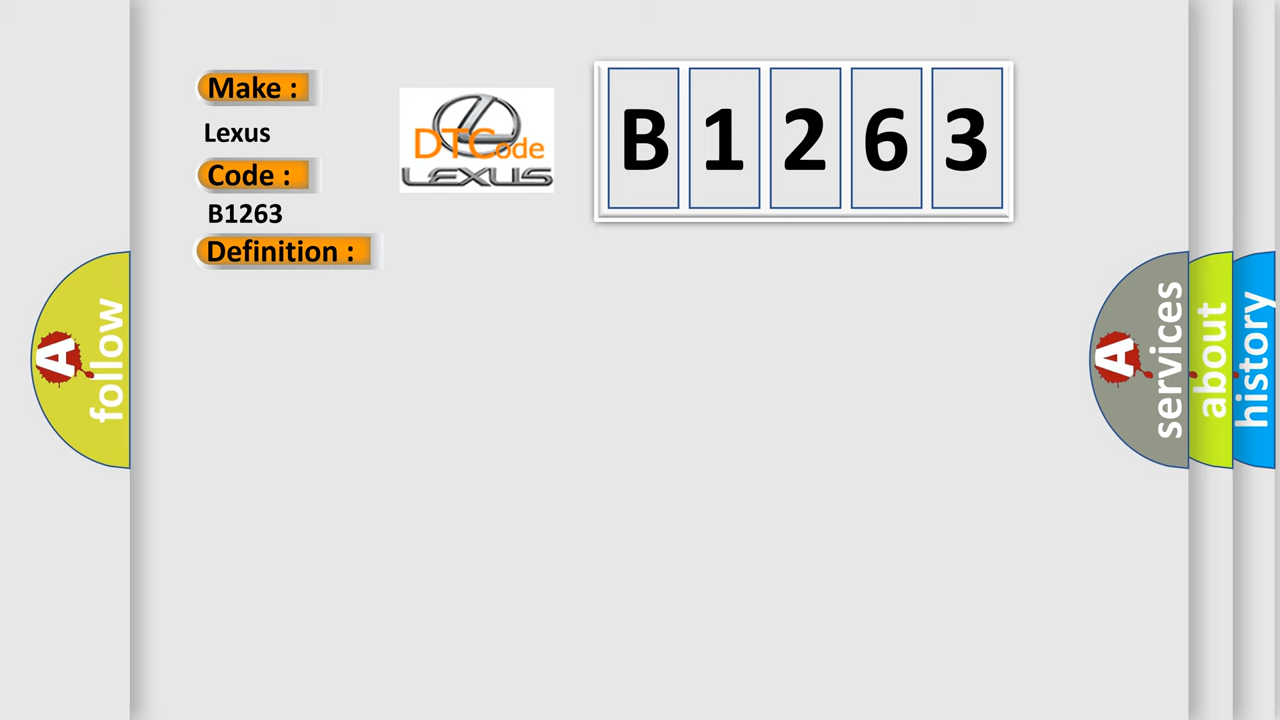 Make :
Lexus
Code :
B1263
Definition :
DTCode
LEXUS
B 1 2 6 3
A follow
A services
about
history